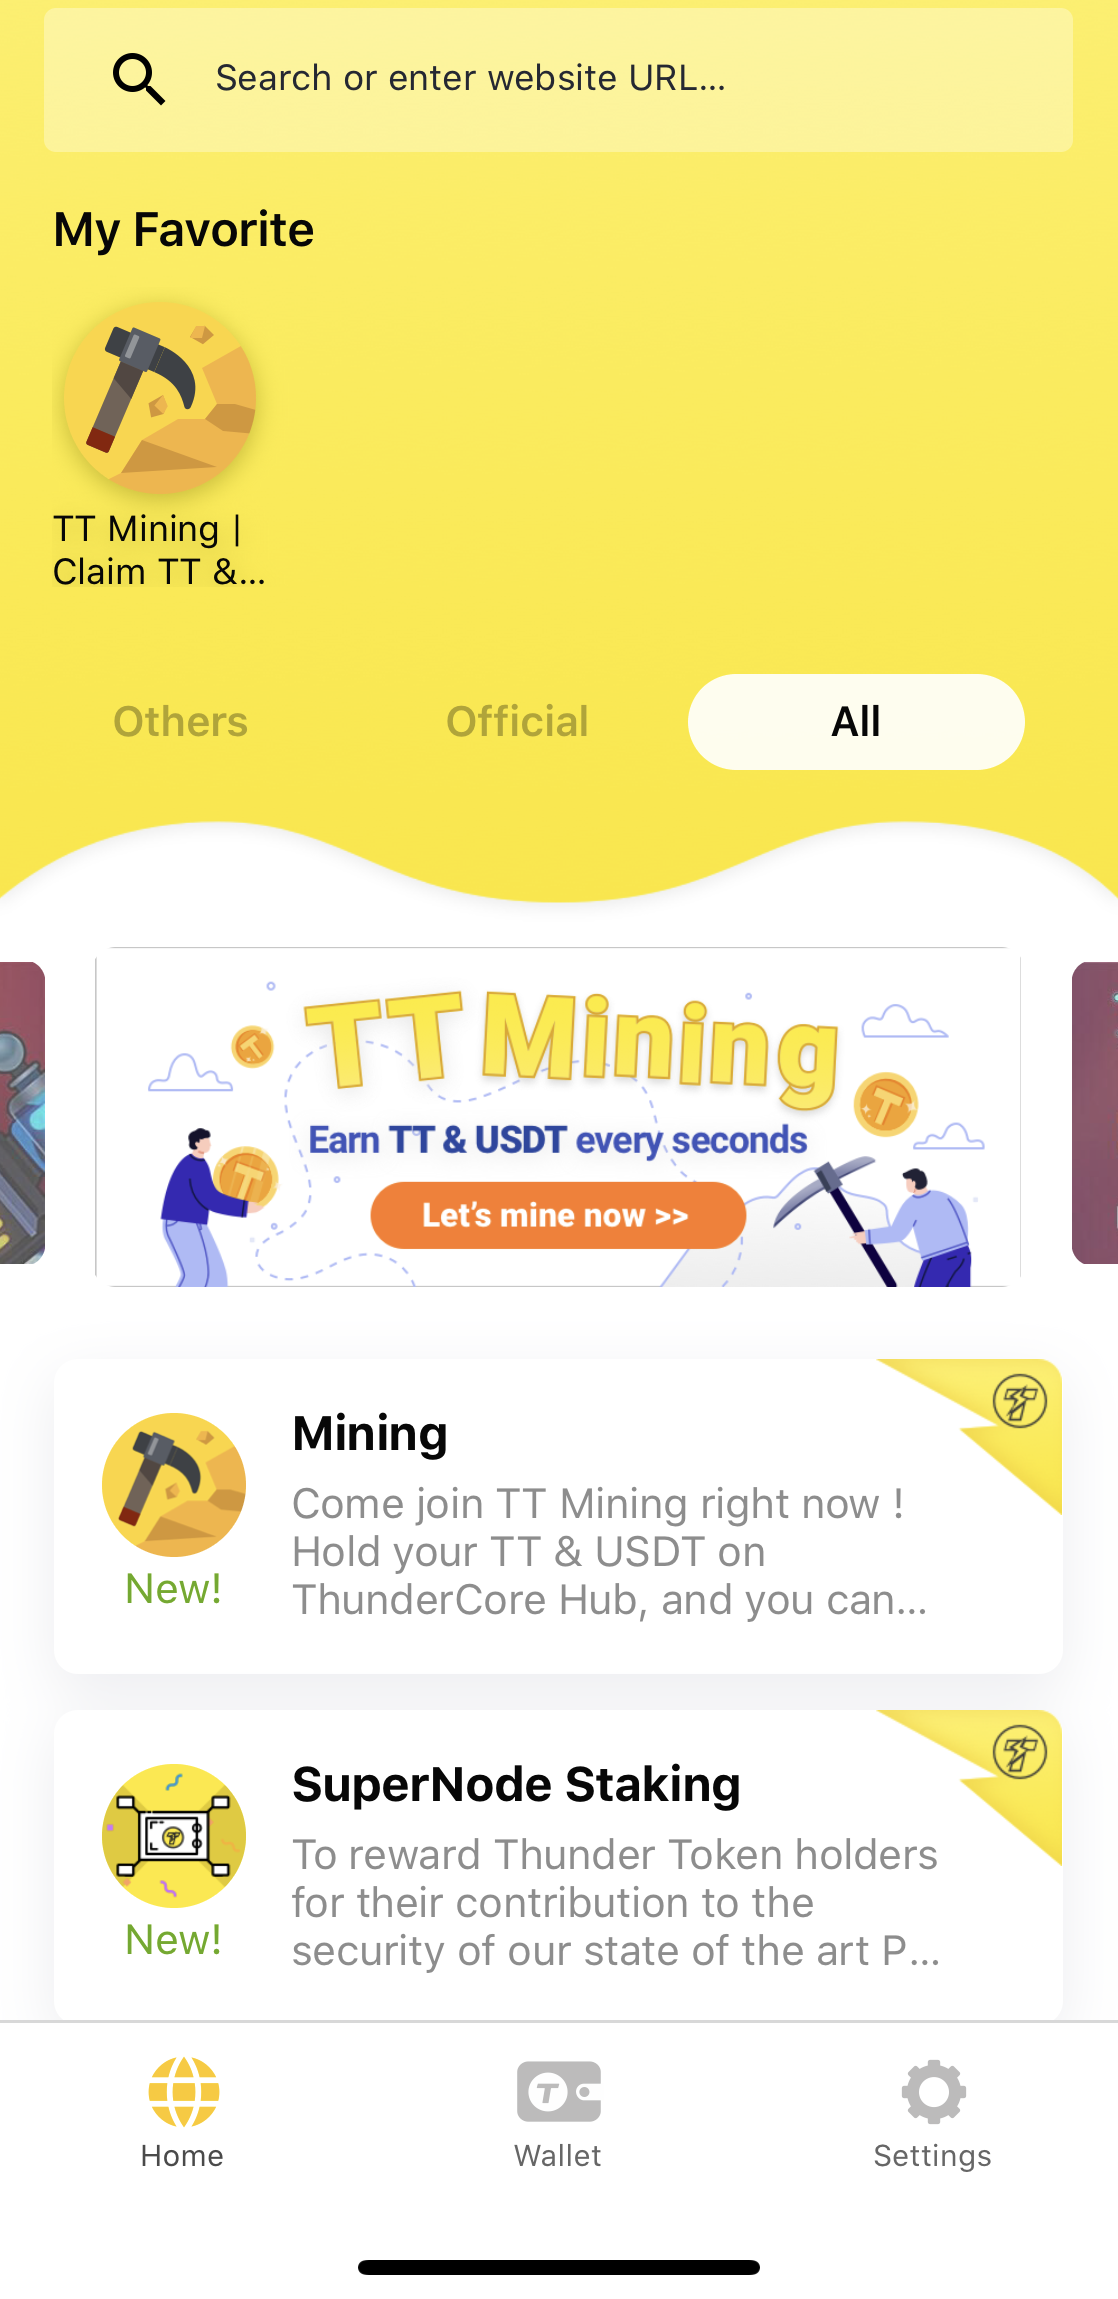 Search or enter website URL...
My Favorite
TT Mining |
Claim TT &...
Others
Official
All
TT Mining
Earn TT & USDT every seconds
Let's mine now >>
Mining
Come join TT Mining right now !
Hold your TT & USDT on
ThunderCore Hub, and you can...
New!
SuperNode Staking
To reward Thunder Token holders
for their contribution to the
security of our state of the art P...
New!
Home
Wallet
Settings